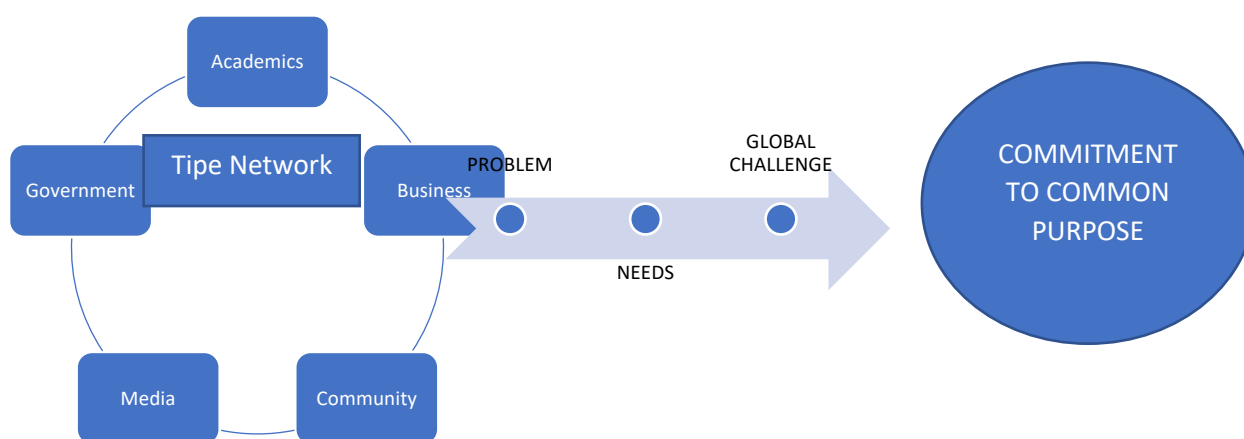 Academics
Tipe Network
Government
Business
Media
Community
PROBLEM
NEEDS
GLOBAL
CHALLENGE
COMMITMENT
TO COMMON
PURPOSE